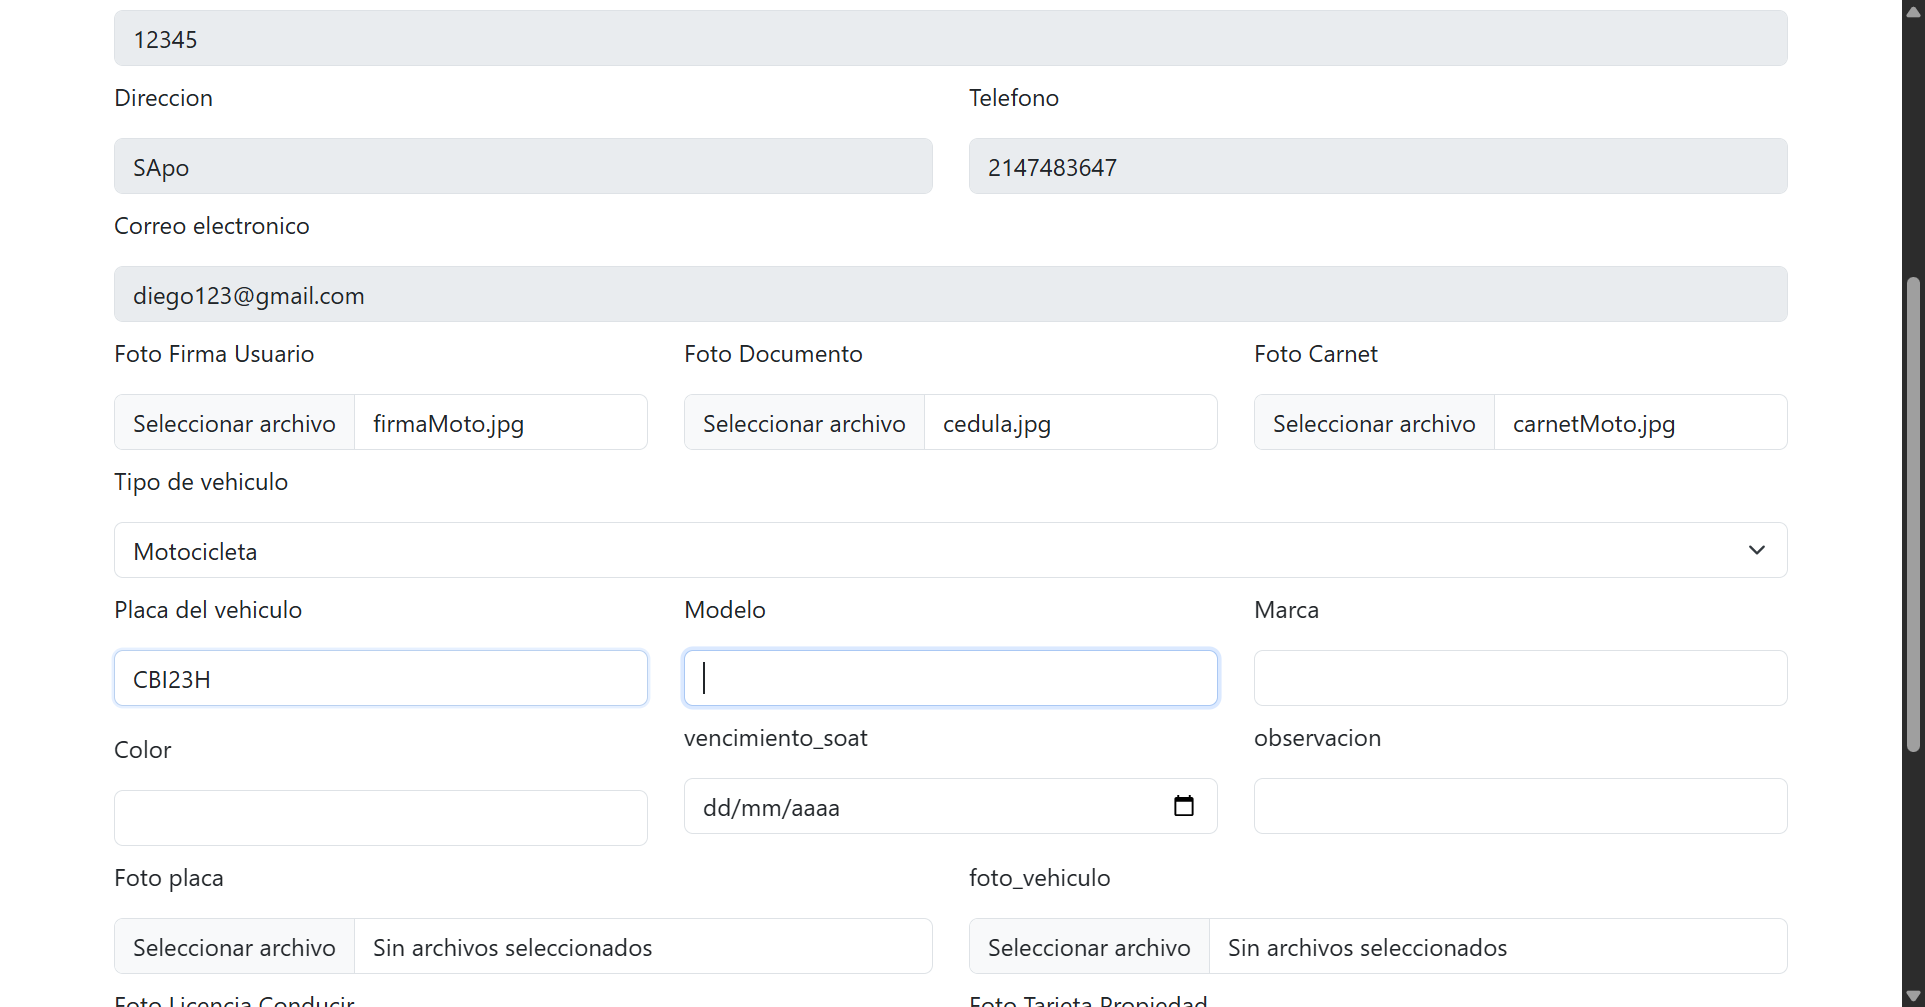 12345
Direccion
Telefono
SApo
2147483647
Correo electronico
diego123@gmail.com
Foto Firma Usuario
Foto Documento
Foto Carnet
Seleccionar archivo
firmaMoto.jpg
Seleccionar archivo
cedula.jpg
Seleccionar archivo
carnetMoto.jpg
Tipo de vehiculo
Motocicleta
Placa del vehiculo
Modelo
Marca
CBI23H
Color
vencimiento_soat
observacion
dd/mm/aaaa
Foto placa
foto_vehiculo
Seleccionar archivo
Sin archivos seleccionados
Seleccionar archivo
Sin archivos seleccionados
Foto Licencia Conducir
Foto Tarjeta Propiedad